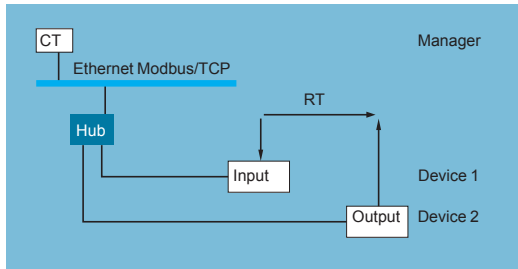 CT
Manager
Ethernet Modbus/TCP
RT
Hub
Input
Device 1
Output
Device 2